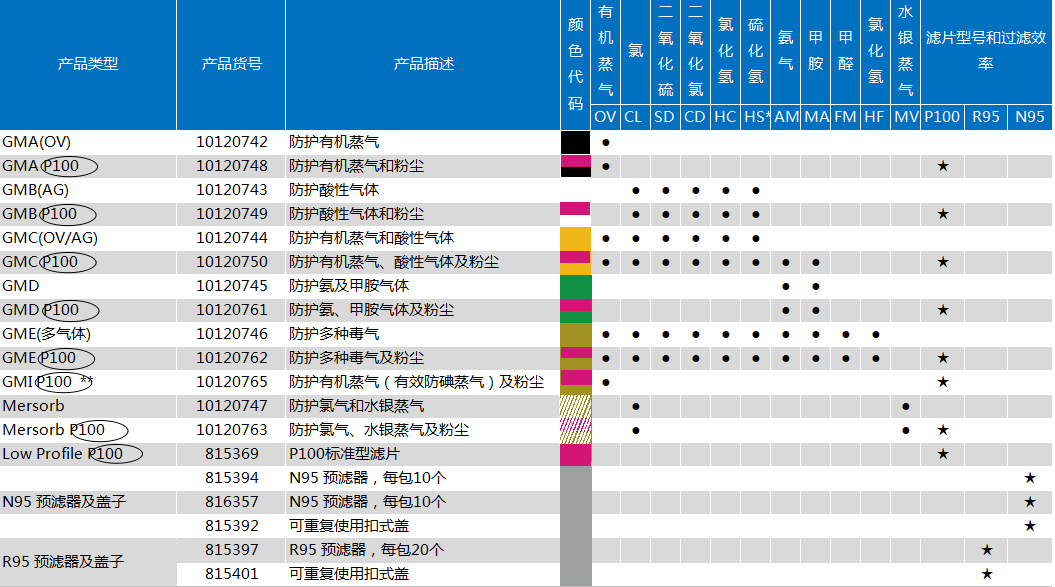 产品类型 产品货号 产品描述 颜色代码 有机蒸气 氯 二氧化硫 二氧化氯 氯化氢 硫化氢 氨气 甲胺 甲醛 氯化氢 水银蒸气 滤片型号和过滤效率
OV CL SD CD HC HS* AM MA FM HF MV P100 R95 N95
GMA(OV) 10120742 防护有机蒸气 ●
GMA P100 10120748 防护有机蒸气和粉尘 ● ★
GMB(AG) 10120743 防护酸性气体 ● ● ● ● ●
GMB P100 10120749 防护酸性气体和粉尘 ● ● ● ● ● ★
GMC(OV/AG) 10120744 防护有机蒸气和酸性气体 ● ● ● ● ● ●
GMC P100 10120750 防护有机蒸气、酸性气体及粉尘 ● ● ● ● ● ● ● ● ★
GMD 10120745 防护氨及甲胺气体 ● ●
GMD P100 10120761 防护氨、甲胺气体及粉尘 ● ● ★
GME(多气体) 10120746 防护多种毒气 ● ● ● ● ● ● ● ● ● ●
GME P100 10120762 防护多种毒气及粉尘 ● ● ● ● ● ● ● ● ● ● ★
GMI P100 ** 10120765 防护有机蒸气（有效防碘蒸气）及粉尘 ● ★
Mersorb 10120747 防护氯气和水银蒸气 ● ●
Mersorb P100 10120763 防护氯气、水银蒸气及粉尘 ● ● ★
Low Profile P100 815369 P100标准型滤片 ★
815394 N95 预滤器，每包10个 ★
N95 预滤器及盖子 816357 N95 预滤器，每包10个 ★
815392 可重复使用扣式盖 ★
R95 预滤器及盖子 815397 R95 预滤器，每包20个 ★
815401 可重复使用扣式盖 ★